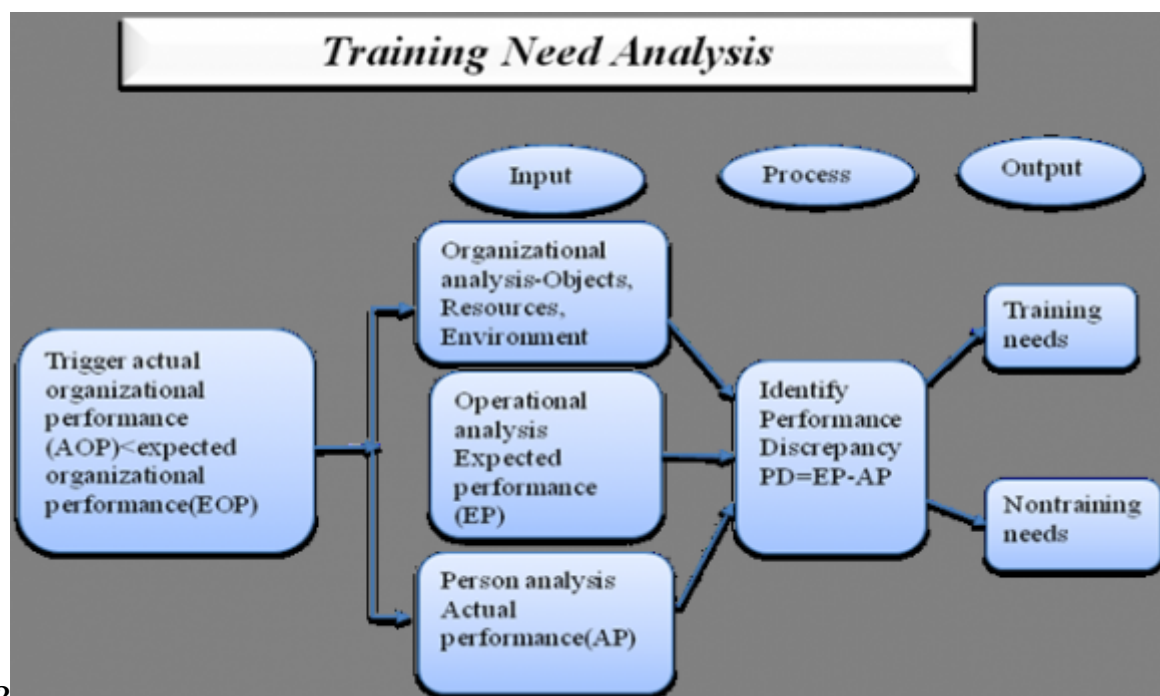 Training Need Analysis
Input
Process
Output
Organizational
analysis-Objects,
Resources,
Environment
Trigger actual
organizational
performance
(AOP)<expected
organizational
performance(EOP)
Operational
analysis
Expected
performance
(EP)
Person analysis
Actual
performance(AP)
Identify
Performance
Discrepancy
PD=EP-AP
Training
needs
Nontraining
needs